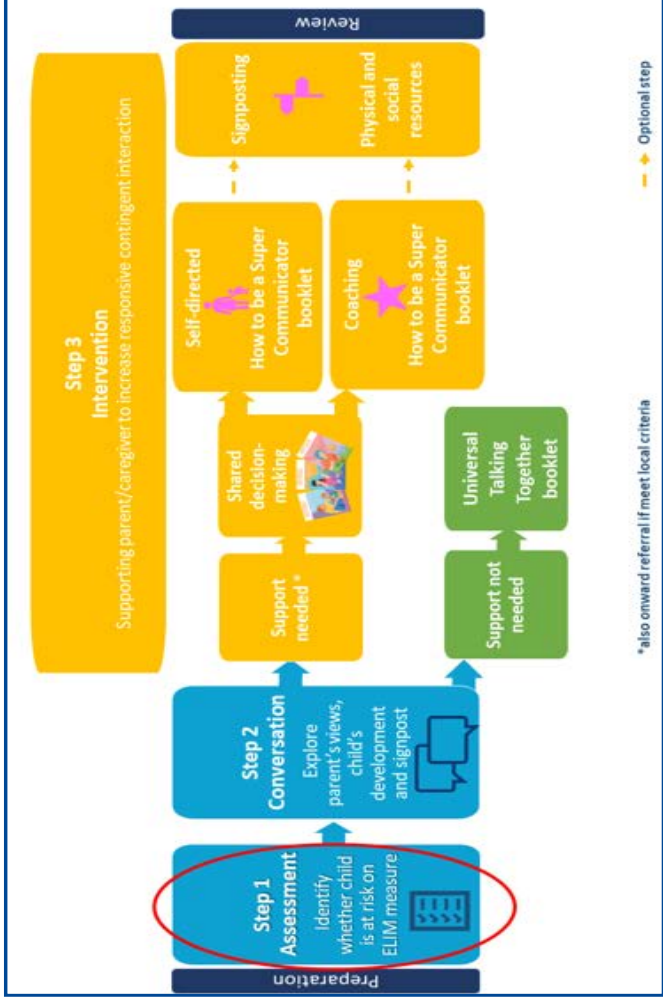 Preparation
Step 1
Assessment
Identify
whether child
is at risk on
ELIM measure
Step 2
Conversation
Explore
parent's views,
child's
development
and signpost
Step 3
Intervention
Supporting parent/caregiver to increase responsive contingent interaction
Support
needed*
Shared
decision-
making
Self-directed
How to be a Super
Communicator
booklet
Coaching
How to be a Super
Communicator
booklet
Signposting
Physical and
social
resources
Review
Support not
needed
Universal
Talking
Together
booklet
*also onward referral if meet local criteria
Optional step